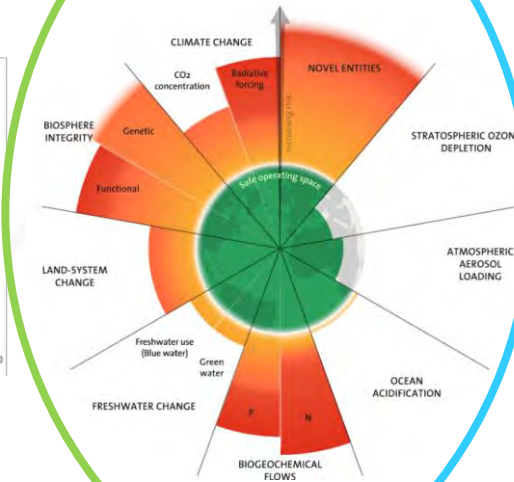 CLIMATE CHANGE
CO2
concentration
Radiative
forcing
NOVEL ENTITIES
BIOSPHERE
INTEGRITY
Genetic
Functional
STRATOSPHERIC OZON
DEPLETION
Safe operating space
LAND-SYSTEM
CHANGE
ATMOSPHERIC
AEROSOL
LOADING
Freshwater use
(Blue water)
Green
water
FRESHWATER CHANGE
OCEAN
ACIDIFICATION
P
N
BIOGEOCHEMICAL
FLOWS